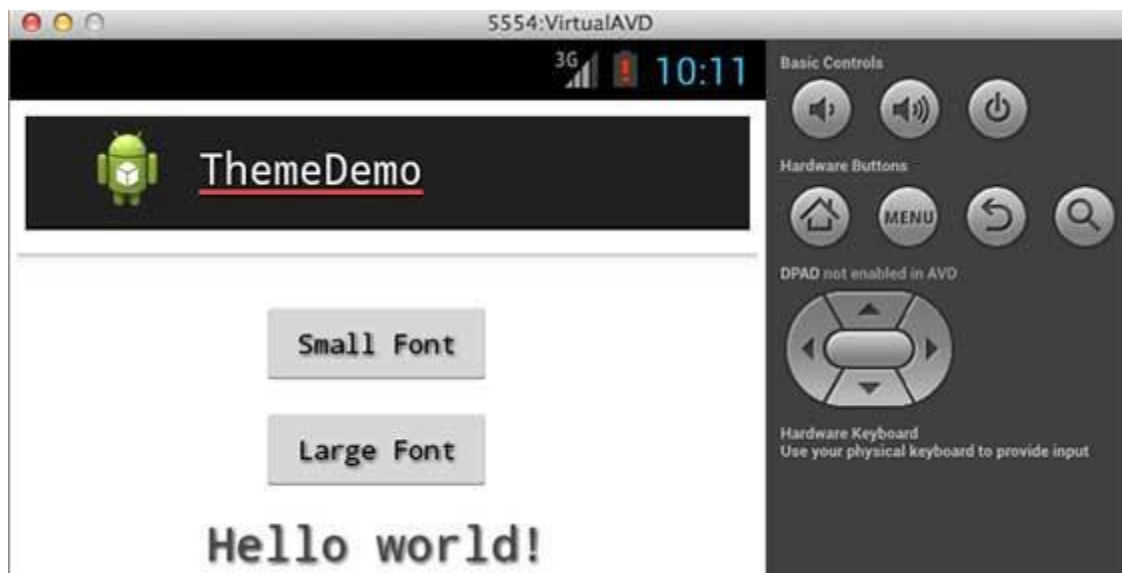 5554:VirtualAVD
3G 10:11
ThemeDemo
Small Font
Large Font
Hello world!
Basic Controls
Hardware Buttons
MENU
DPAD not enabled in AVD
Hardware Keyboard
Use your physical keyboard to provide input